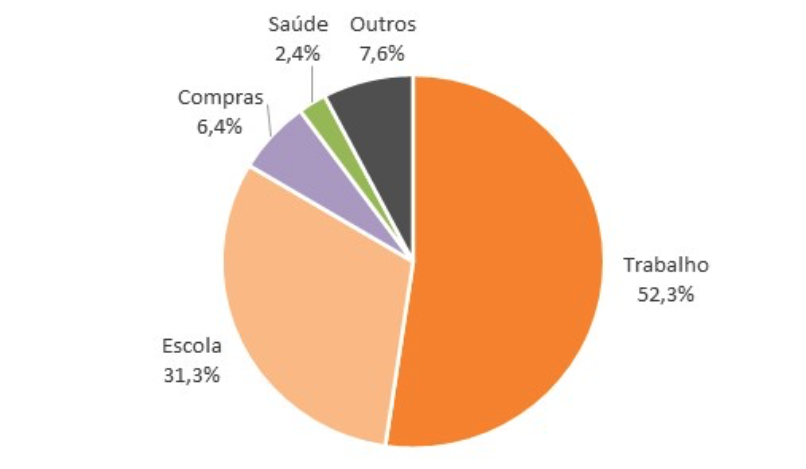 Saúde
2,4%
Outros
7,6%
Compras
6,4%
Trabalho
52,3%
Escola
31,3%